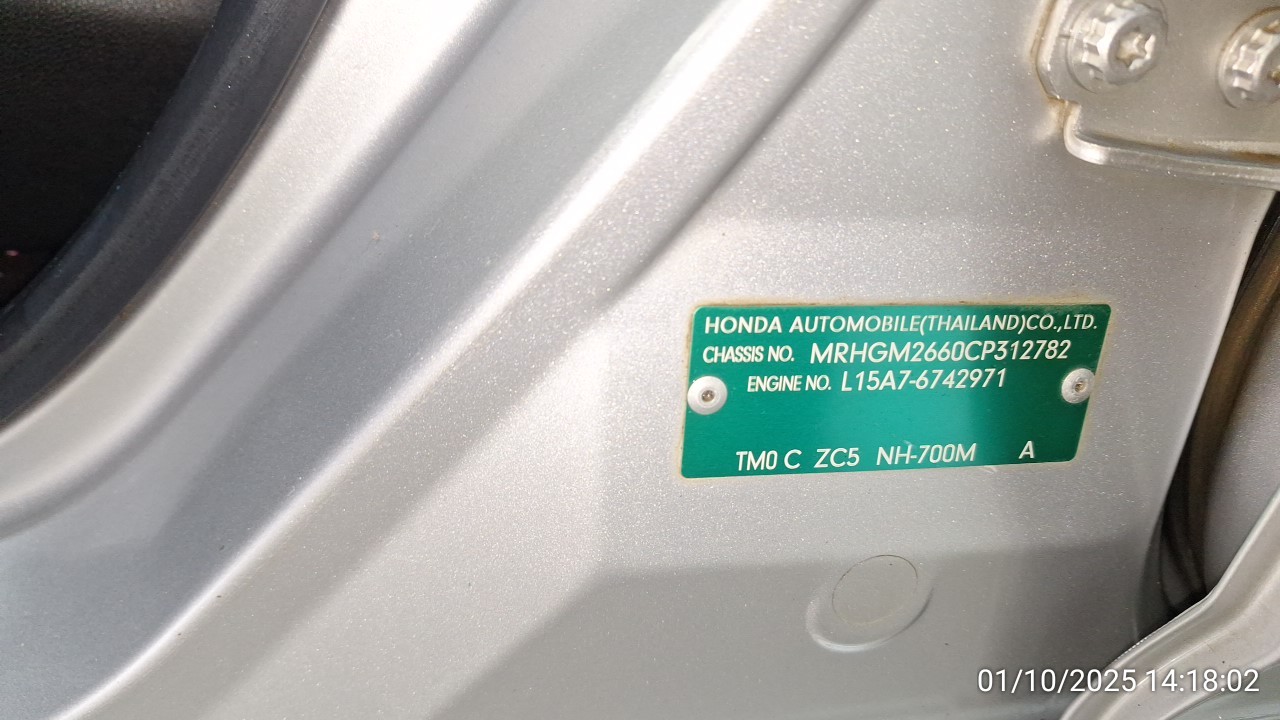 HONDA AUTOMOBILE(THAILAND)CO.,LTD.
CHASSIS NO. MRHGM2660CP312782
ENGINE NO. L15A7-6742971
TM0 C ZC5 NH-700M A
01/10/2025 14:18:02